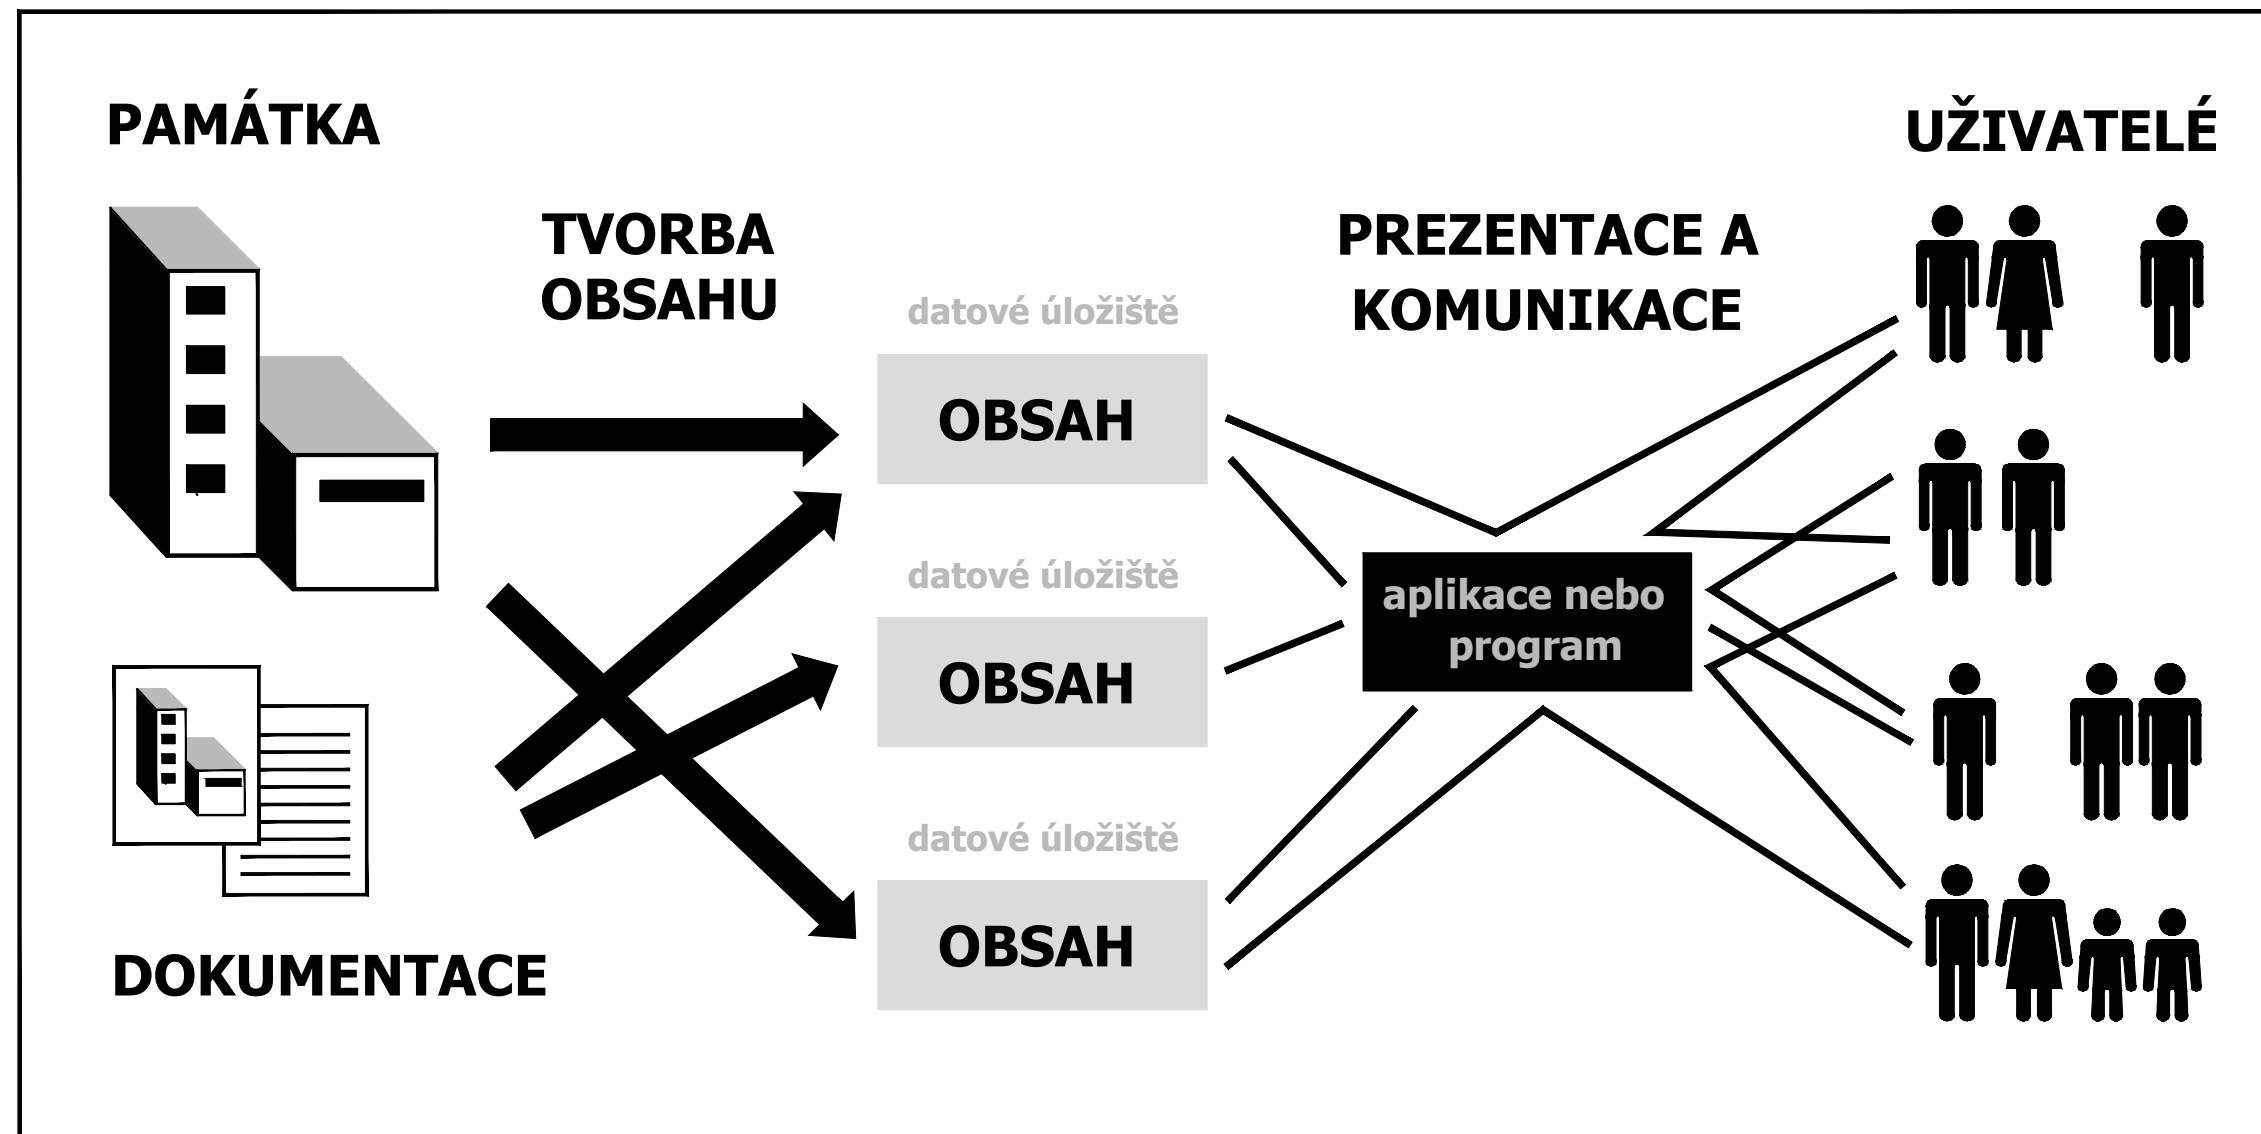 PAMÁTKA
UŽIVATELÉ
TVORBA
OBSAHU
PREZENTACE A
KOMUNIKACE
datové úložiště
OBSAH
datové úložiště
OBSAH
aplikace nebo
program
datové úložiště
OBSAH
DOKUMENTACE